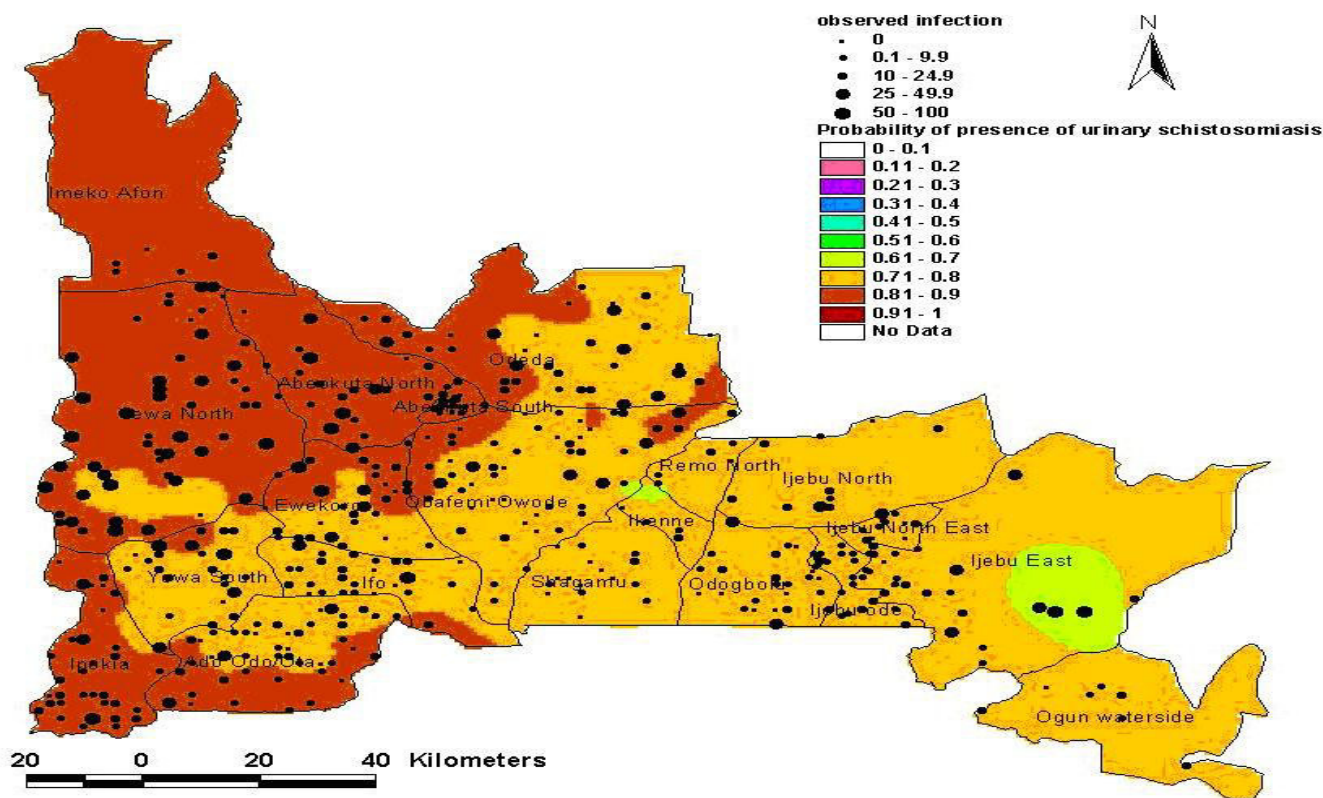 observed infection
0
0.1 - 9.9
10 - 24.9
25 - 49.9
50 - 100
N
Probability of presence of urinary schistosomiasis
0 - 0.1
0.11 - 0.2
0.21 - 0.3
0.31 - 0.4
0.41 - 0.5
0.51 - 0.6
0.61 - 0.7
0.71 - 0.8
0.81 - 0.9
0.91 - 1
No Data
Imeko Afon
Odeda
Abeokuta North
Abeokuta South
Yewa North
Remo North
Ijebu North
Ewekoro
Obafemi Owode
Ikenne
Ijebu North East
Ijebu East
Yewa South
Ifo
Shagamu
Odogbolu
Ijebu ode
Ipokia
Ado Odo/Ota
Ogun waterside
20 0 20 40 Kilometers